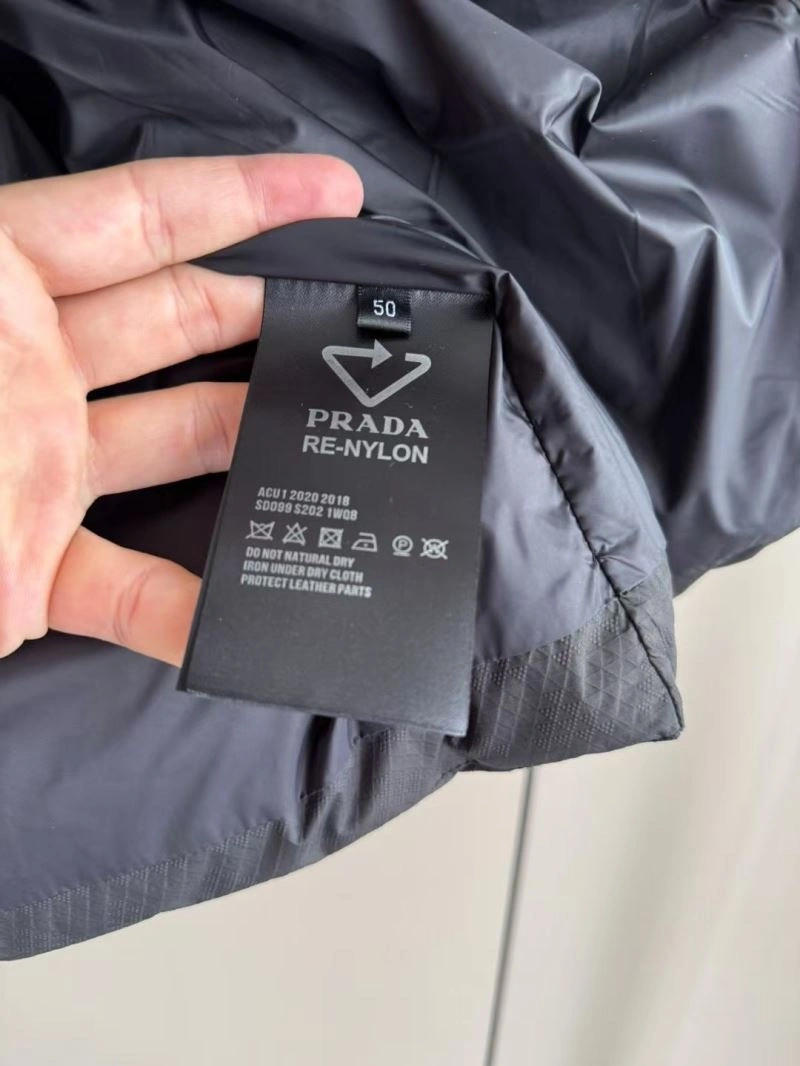 50
PRADA
RE-NYLON
ACU1 2020 2018
SD099 S202 1WQ8
DO NOT NATURAL DRY
IRON UNDER DRY CLOTH
PROTECT LEATHER PARTS